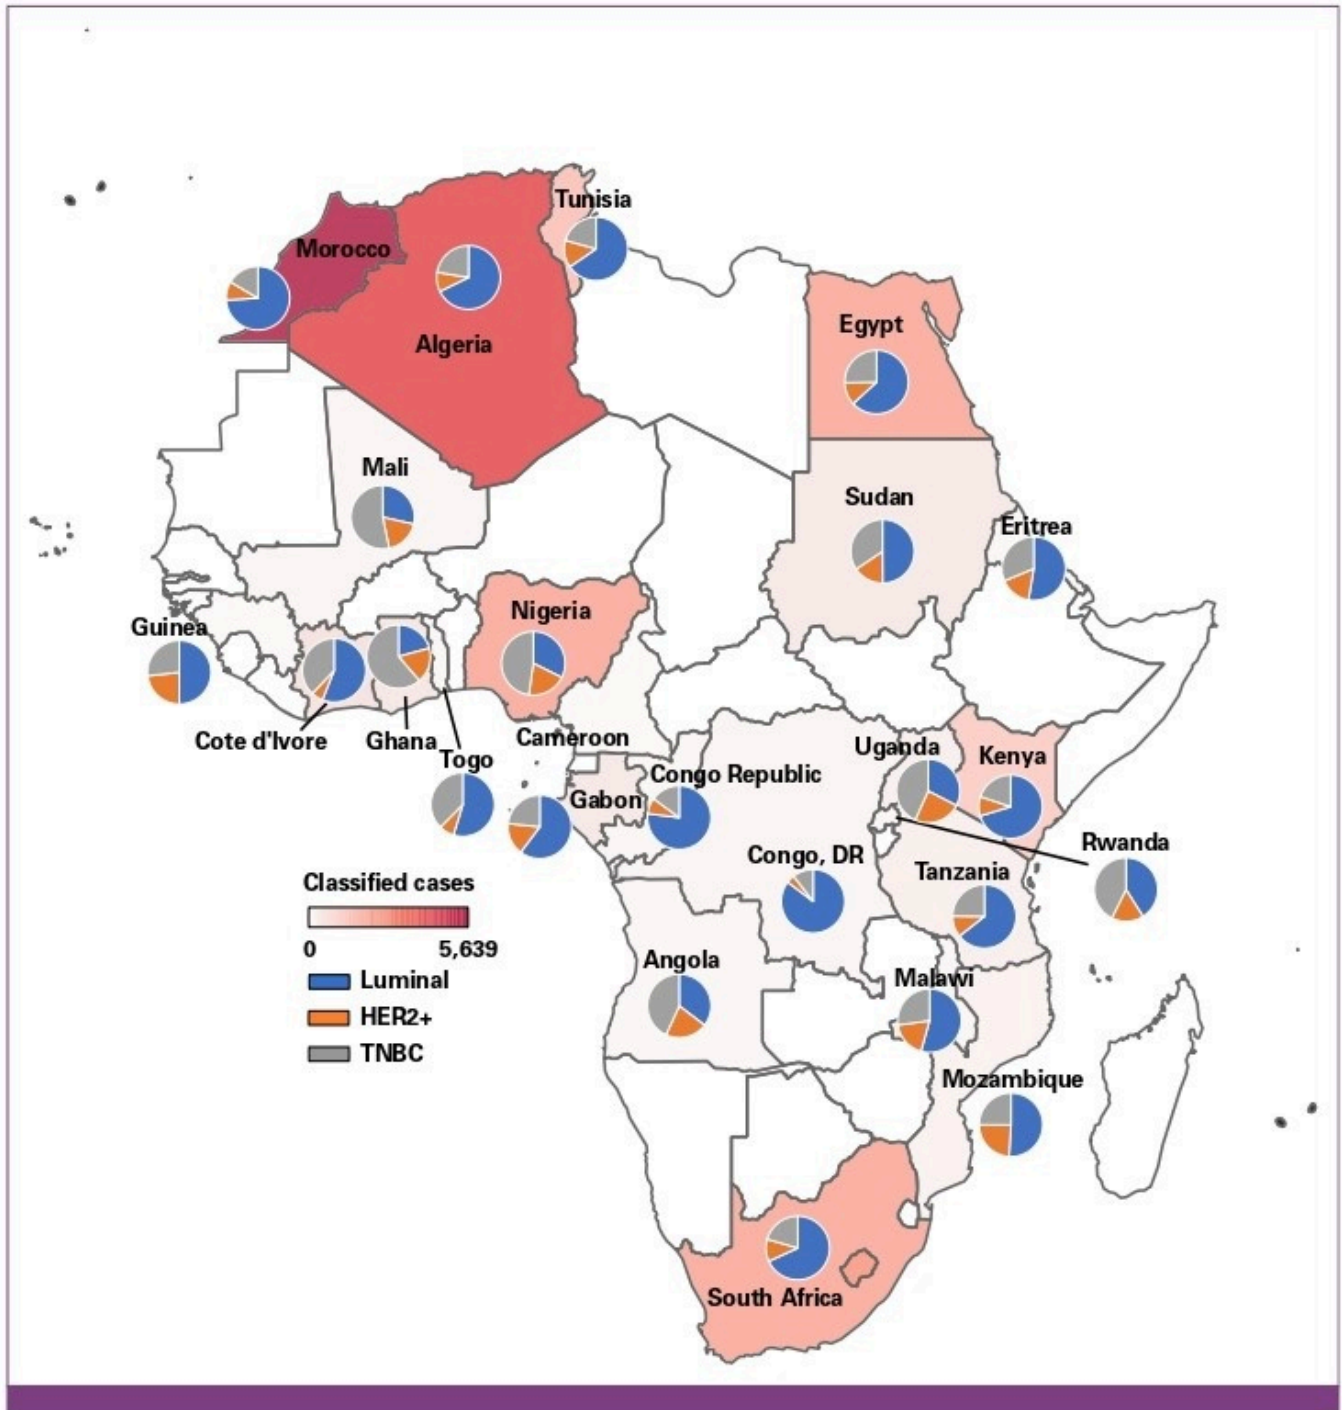 Tunisia
Morocco
Algeria
Egypt
Mali
Sudan
Eritrea
Nigeria
Guinea
Cote d'Ivore
Ghana
Togo
Cameroon
Gabon
Congo Republic
Uganda
Kenya
Congo, DR
Rwanda
Tanzania
Classified cases
0 5,639
Luminal
HER2+
TNBC
Angola
Malawi
Mozambique
South Africa